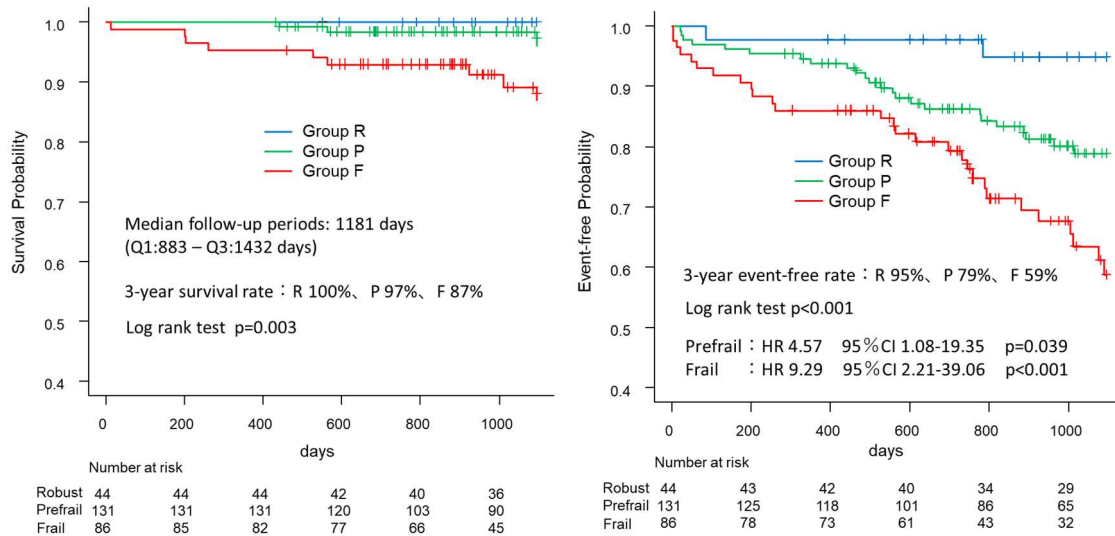 1.0
0.9
0.8
1.0
0.9
1.0
0.4
0.3
0.4
Survival Probability
Group R
Group P
Group F
Median follow-up periods: 1181 days
(Q1:883 – Q3:1432 days)
3-year survival rate：R 100%、P 97%、F 87%
Log rank test p=0.003
0 200 400 600 800 1000
days
Number at risk
Robust 44 44 44 42 40 36
Prefrail 131 131 131 120 103 90
Frail 86 85 82 77 66 45
1.0
0.9
0.8
0.7
0.6
0.5
0.4
Event-free Probability
Group R
Group P
Group F
3-year event-free rate：R 95%、P 79%、F 59%
Log rank test p<0.001
Prefrail：HR 4.57 95％CI 1.08-19.35 p=0.039
Frail ：HR 9.29 95％CI 2.21-39.06 p<0.001
0 200 400 600 800 1000
days
Number at risk
Robust 44 43 42 40 34 29
Prefrail 131 125 118 101 86 65
Frail 86 78 73 61 43 32